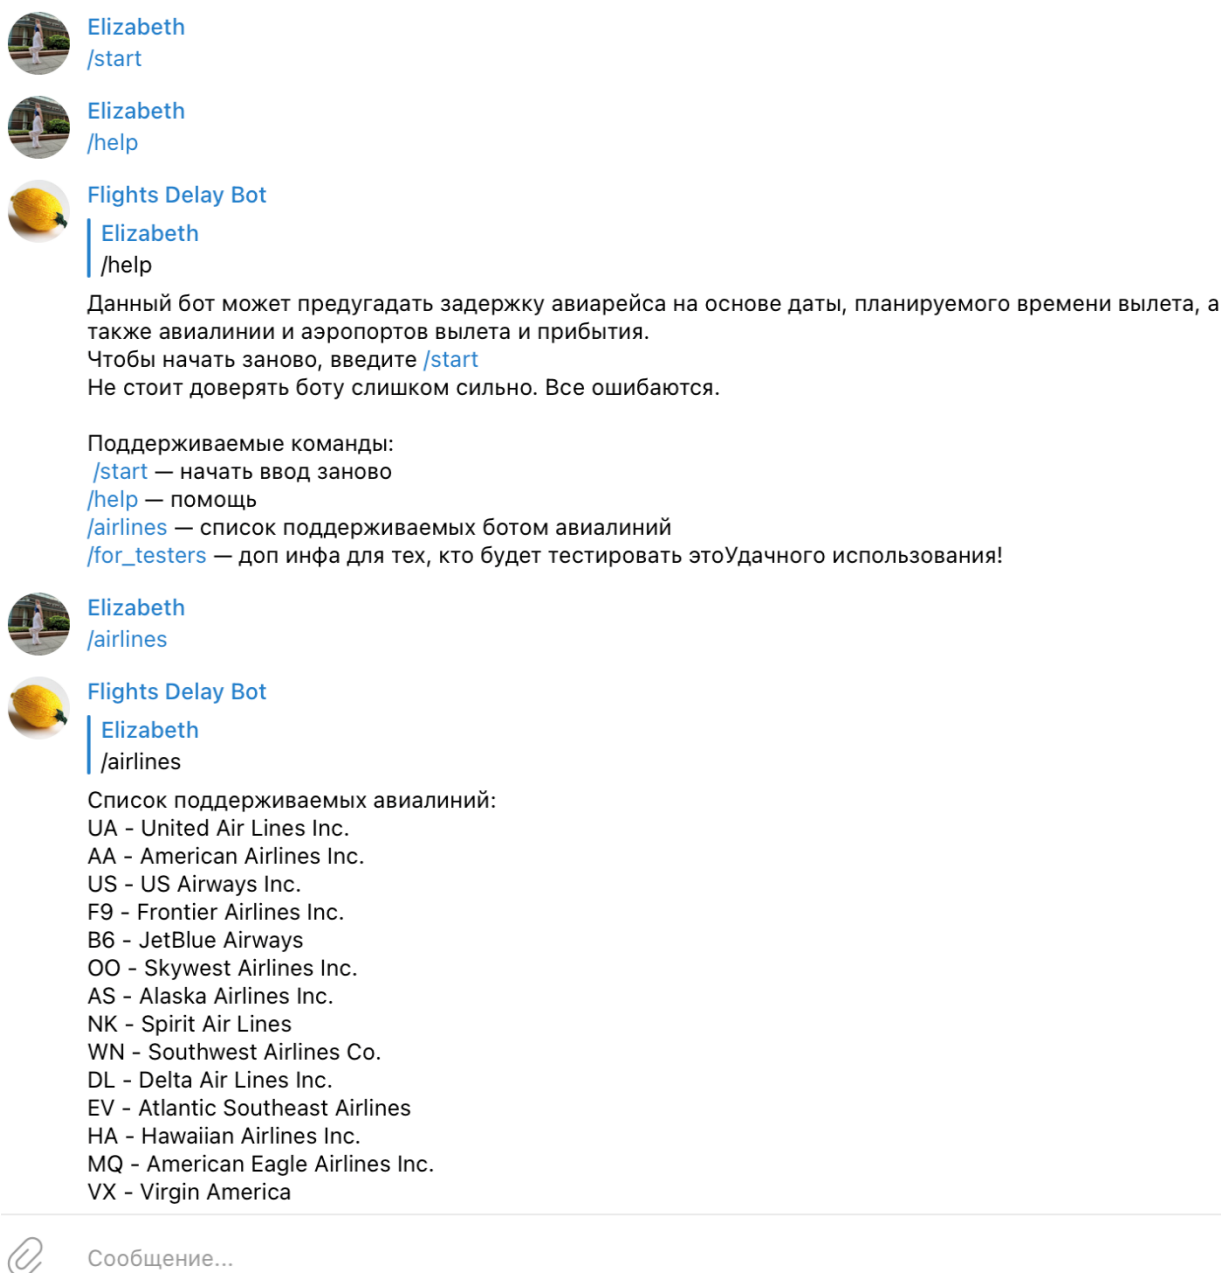 Elizabeth
/start
Elizabeth
/help
Flights Delay Bot
Elizabeth
/help
Данный бот может предугадать задержку авиарейса на основе даты, планируемого времени вылета, а
также авиалинии и аэропортов вылета и прибытия.
Чтобы начать заново, введите /start
Не стоит доверять боту слишком сильно. Все ошибаются.
Поддерживаемые команды:
/start — начать ввод заново
/help — помощь
/airlines — список поддерживаемых ботом авиалиний
/for_testers — доп инфа для тех, кто будет тестировать этоУдачного использования!
Elizabeth
/airlines
Flights Delay Bot
Elizabeth
/airlines
Список поддерживаемых авиалиний:
UA - United Air Lines Inc.
AA - American Airlines Inc.
US - US Airways Inc.
F9 - Frontier Airlines Inc.
B6 - JetBlue Airways
OO - Skywest Airlines Inc.
AS - Alaska Airlines Inc.
NK - Spirit Air Lines
WN - Southwest Airlines Co.
DL - Delta Air Lines Inc.
EV - Atlantic Southeast Airlines
HA - Hawaiian Airlines Inc.
MQ - American Eagle Airlines Inc.
VX - Virgin America
Сообщение...